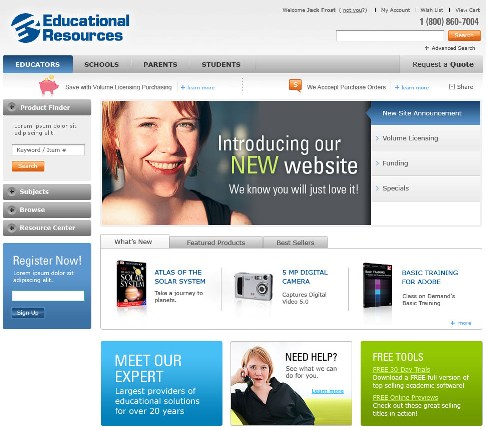 Educational
Resources
Welcome Jack Frost ( not you?) | My Account | Wish List | View Cart
1 (800) 860-7004
Search
Advanced Search
EDUCATORS SCHOOLS PARENTS STUDENTS Request a Quote
Save with Volume Licensing Purchasing + learn more
$ We Acccept Purchase Orders + learn more
Share
Product Finder
Lorem ipsum dolor sit
adipiscing elit
Keyword / Item #
Search
Subjects
Browse
Resource Center
Register Now!
Lorem ipsum dolor sit
adipiscing elit.
Sign Up
Introducing our
NEW website
We know you will just love it!
New Site Announcement
Volume Licensing
Funding
Specials
What's New Featured Products Best Sellers
SOLAR
SYSTEM
ATLAS OF THE
SOLAR SYSTEM
Take a journey to
planets.
5 MP DIGITAL
CAMERA
Captures Digital
Video 5.0
BASIC TRAINING
FOR ADOBE
Class on Demand's
Basic Training
+ more
MEET OUR
EXPERT
Largest providers of
educational solutions
for over 20 years
NEED HELP?
See what we can
do for you.
Learn more
FREE TOOLS
FREE 30 Day Trials
Download a FREE full version of
top selling academic software!
FREE Online Previews
Check out these great selling
titles in action!